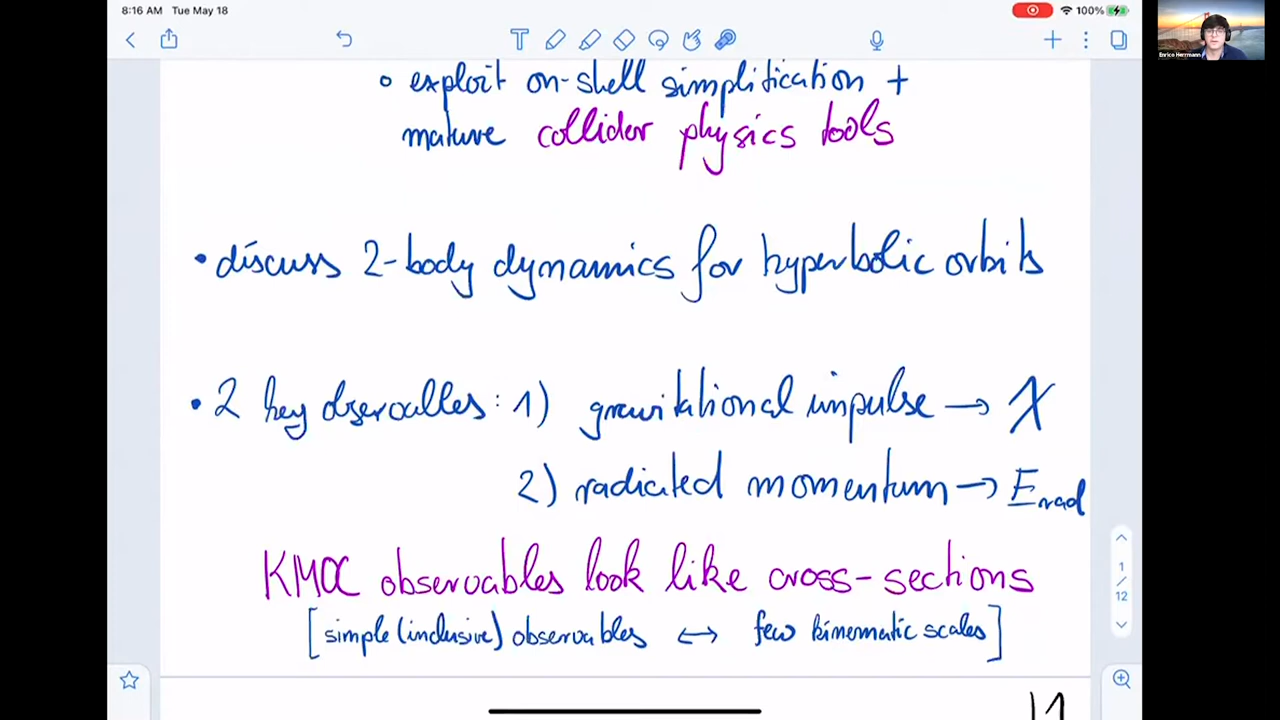 8:16 AM Tue May 18
100%
Enrico Herrmann
T
∘ exploit on-shell simplification +
mature collider physics tools
• discuss 2-body dynamics for hyperbolic orbits
• 2 key observables: 1) gravitational impulse → χ
2) radiated momentum → E_rad
KMOC observables look like cross-sections
[simple (inclusive) observables ↔ few kinematic scales]
1
/
12